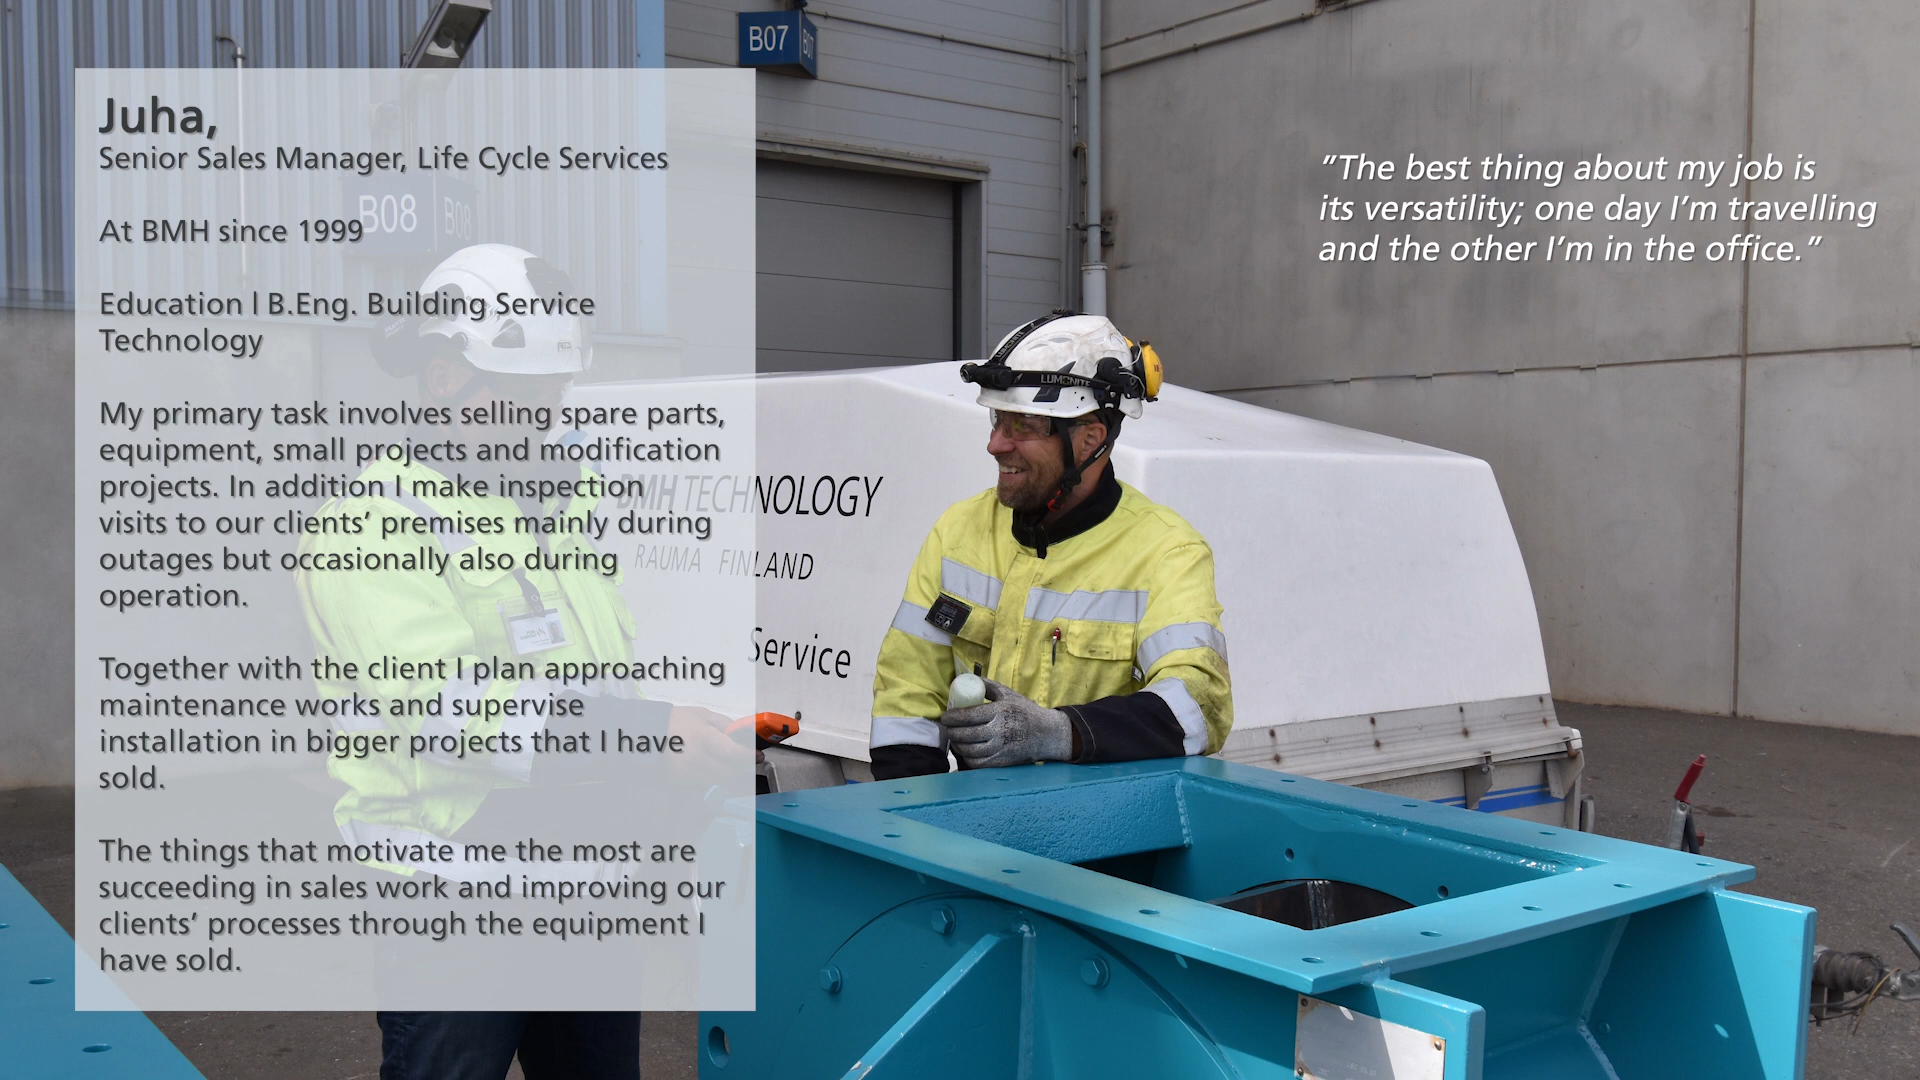 B07 B07
Juha,
Senior Sales Manager, Life Cycle Services
B08 B08
At BMH since 1999
Education | B.Eng. Building Service
Technology
My primary task involves selling spare parts,
equipment, small projects and modification
projects. In addition I make inspection
visits to our clients’ premises mainly during
outages but occasionally also during
operation.
Together with the client I plan approaching
maintenance works and supervise
installation in bigger projects that I have
sold.
The things that motivate me the most are
succeeding in sales work and improving our
clients’ processes through the equipment I
have sold.
”The best thing about my job is
its versatility; one day I’m travelling
and the other I’m in the office.”
LUMONITE
BMH TECHNOLOGY
RAUMA FINLAND
Service